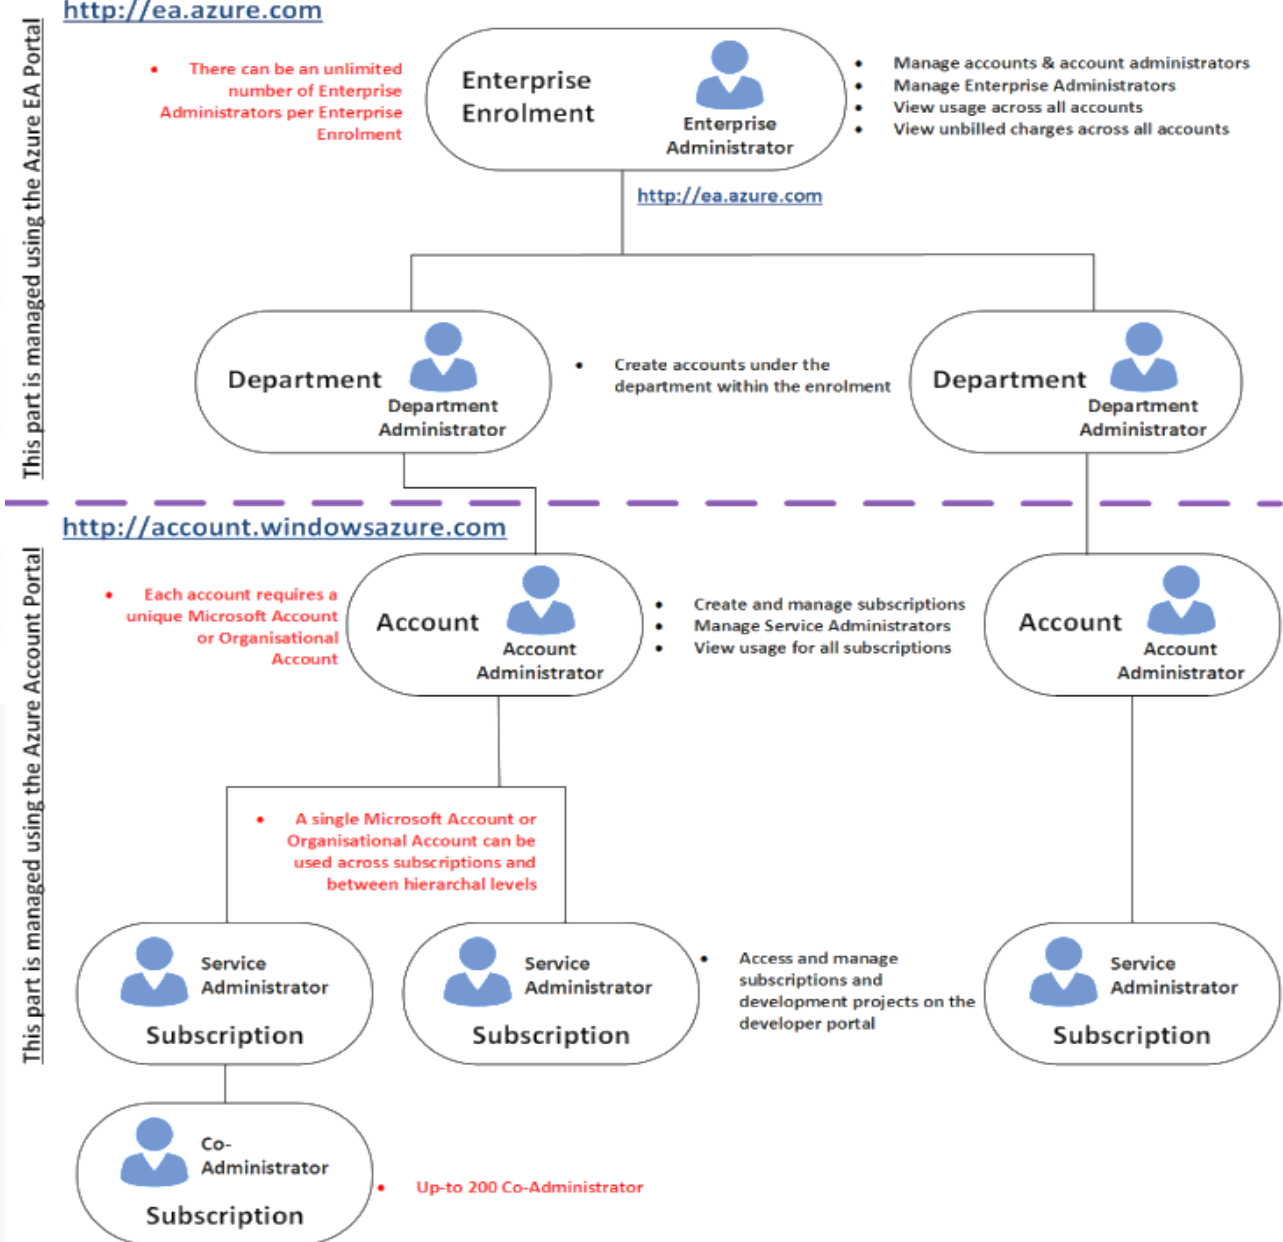 http://ea.azure.com
This part is managed using the Azure EA Portal
There can be an unlimited
number of Enterprise
Administrators per Enterprise
Enrolment
Enterprise
Enrolment
Enterprise
Administrator
Manage accounts & account administrators
Manage Enterprise Administrators
View usage across all accounts
View unbilled charges across all accounts
http://ea.azure.com
Department
Department
Administrator
Create accounts under the
department within the enrolment
Department
Department
Administrator
http://account.windowsazure.com
This part is managed using the Azure Account Portal
Each account requires a
unique Microsoft Account
or Organisational
Account
Account
Account
Administrator
Create and manage subscriptions
Manage Service Administrators
View usage for all subscriptions
Account
Account
Administrator
A single Microsoft Account or
Organisational Account can be
used across subscriptions and
between hierarchal levels
Service
Administrator
Subscription
Service
Administrator
Subscription
Access and manage
subscriptions and
development projects on the
developer portal
Service
Administrator
Subscription
Co-
Administrator
Subscription
Up-to 200 Co-Administrator